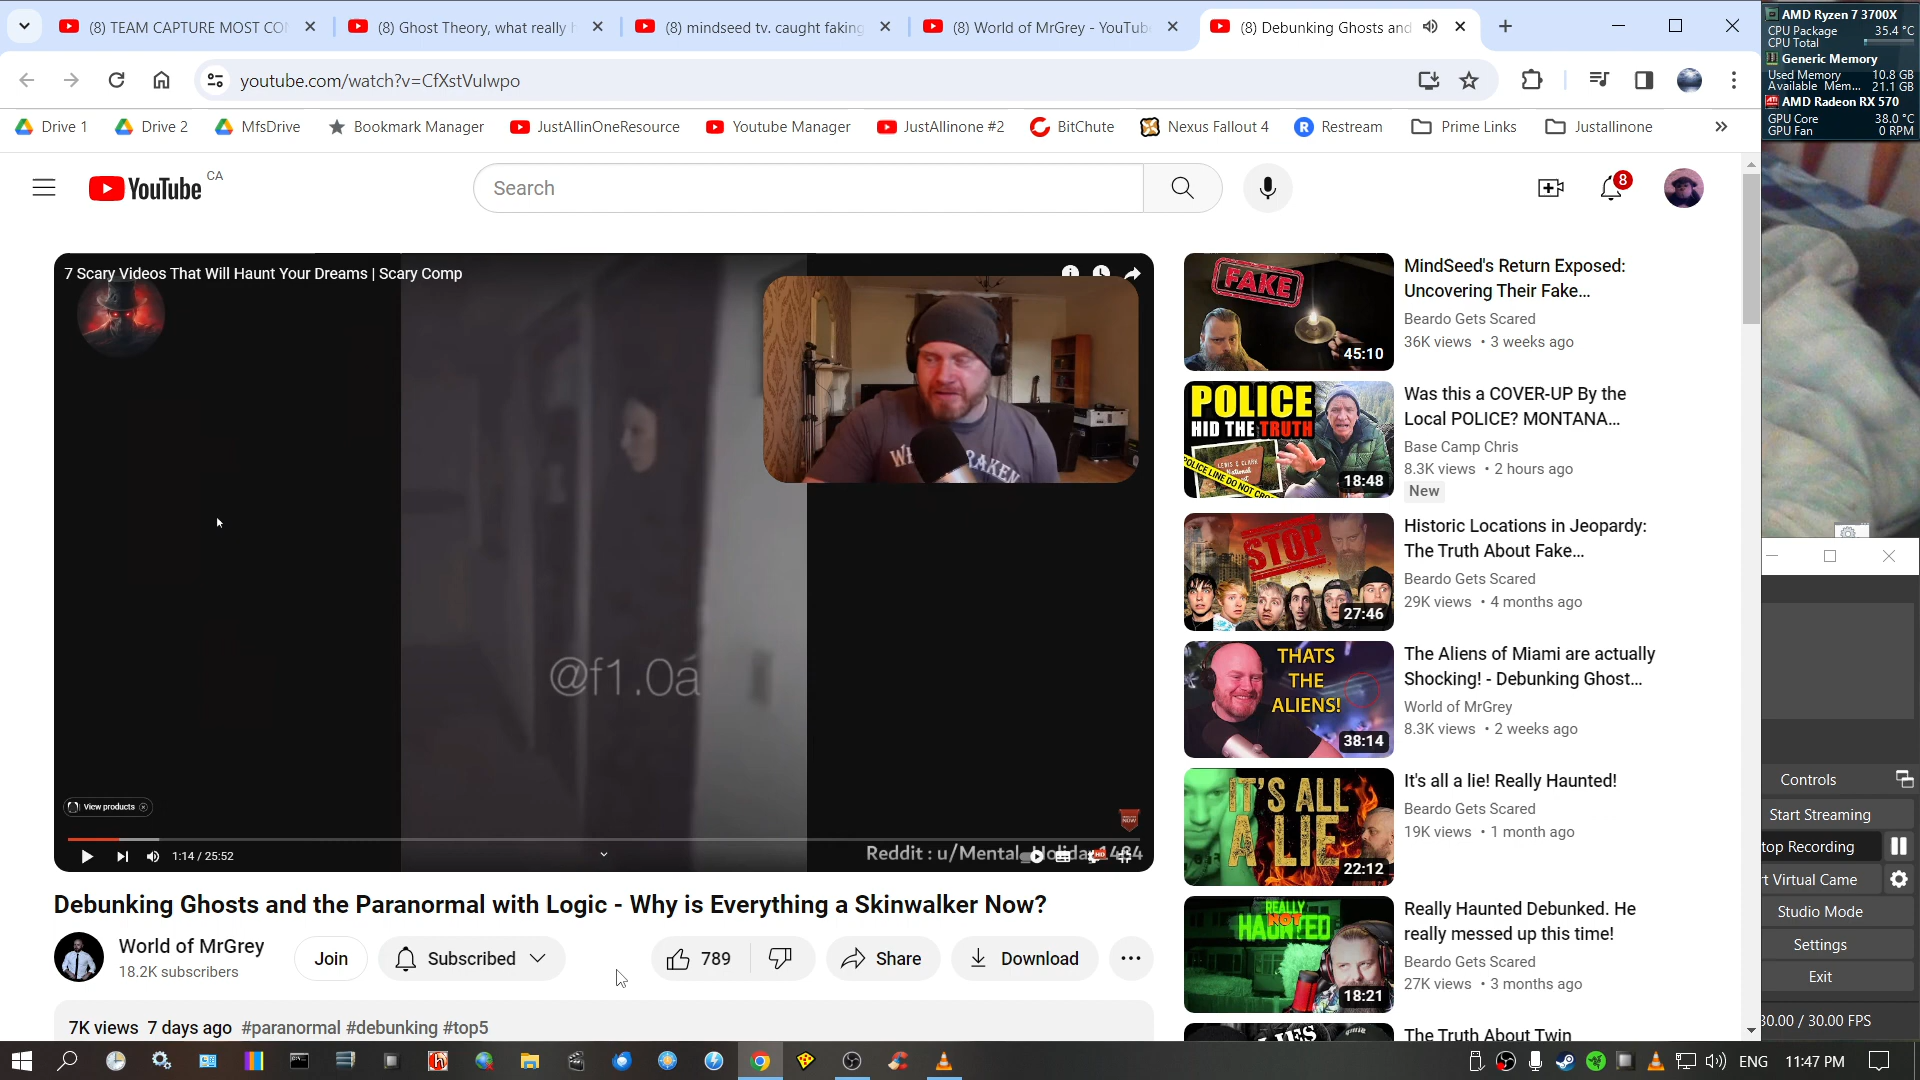 (8) TEAM CAPTURE MOST CO
(8) Ghost Theory, what really h
(8) mindseed tv. caught faking
(8) World of MrGrey - YouTub
(8) Debunking Ghosts and
youtube.com/watch?v=CfXstVulwpo
Drive 1
Drive 2
MfsDrive
Bookmark Manager
JustAllinOneResource
Youtube Manager
JustAllinone #2
BitChute
Nexus Fallout 4
Restream
Prime Links
Justallinone
AMD Ryzen 7 3700X
CPU Package 35.4 °C
CPU Total
Generic Memory
Used Memory 10.8 GB
Available Mem... 21.1 GB
AMD Radeon RX 570
GPU Core 38.0 °C
GPU Fan 0 RPM
YouTube CA
Search
8
7 Scary Videos That Will Haunt Your Dreams | Scary Comp
@f1.0á
View products
1:14 / 25:52
Reddit : u/Mental
Debunking Ghosts and the Paranormal with Logic - Why is Everything a Skinwalker Now?
World of MrGrey
18.2K subscribers
Join
Subscribed
789
Share
Download
7K views 7 days ago #paranormal #debunking #top5
FAKE
45:10
MindSeed's Return Exposed:
Uncovering Their Fake...
Beardo Gets Scared
36K views • 3 weeks ago
POLICE
HID THE TRUTH
18:48
Was this a COVER-UP By the
Local POLICE? MONTANA...
Base Camp Chris
8.3K views • 2 hours ago
New
STOP
27:46
Historic Locations in Jeopardy:
The Truth About Fake...
Beardo Gets Scared
29K views • 4 months ago
THATS
THE
ALIENS!
38:14
The Aliens of Miami are actually
Shocking! - Debunking Ghost...
World of MrGrey
8.3K views • 2 weeks ago
IT'S ALL
A LIE
22:12
It's all a lie! Really Haunted!
Beardo Gets Scared
19K views • 1 month ago
REALLY
NOT
HAUNTED
18:21
Really Haunted Debunked. He
really messed up this time!
Beardo Gets Scared
27K views • 3 months ago
LIES
The Truth About Twin
Controls
Start Streaming
top Recording
t Virtual Came
Studio Mode
Settings
Exit
30.00 / 30.00 FPS
ENG
11:47 PM